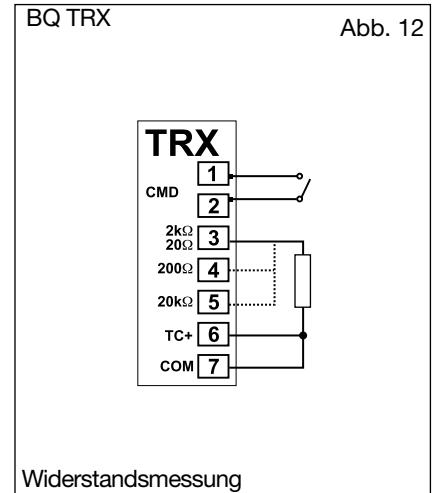 BQ TRX
Abb. 12
TRX
CMD
1
2
2kΩ
20Ω
3
200Ω 4
20kΩ 5
TC+ 6
COM 7
Widerstandsmessung